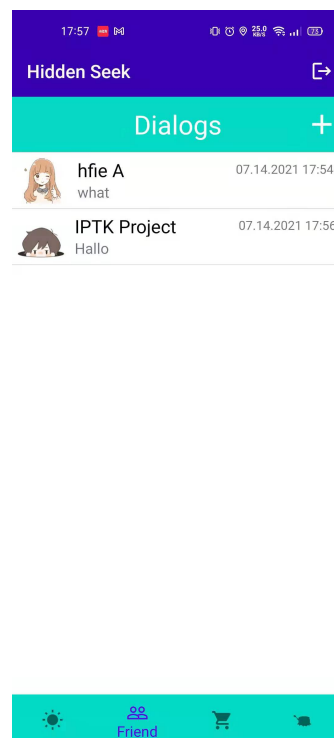 17:57 25.0 KB/S 73
Hidden Seek
Dialogs +
hfie A 07.14.2021 17:54
what
IPTK Project 07.14.2021 17:56
Hallo
Friend